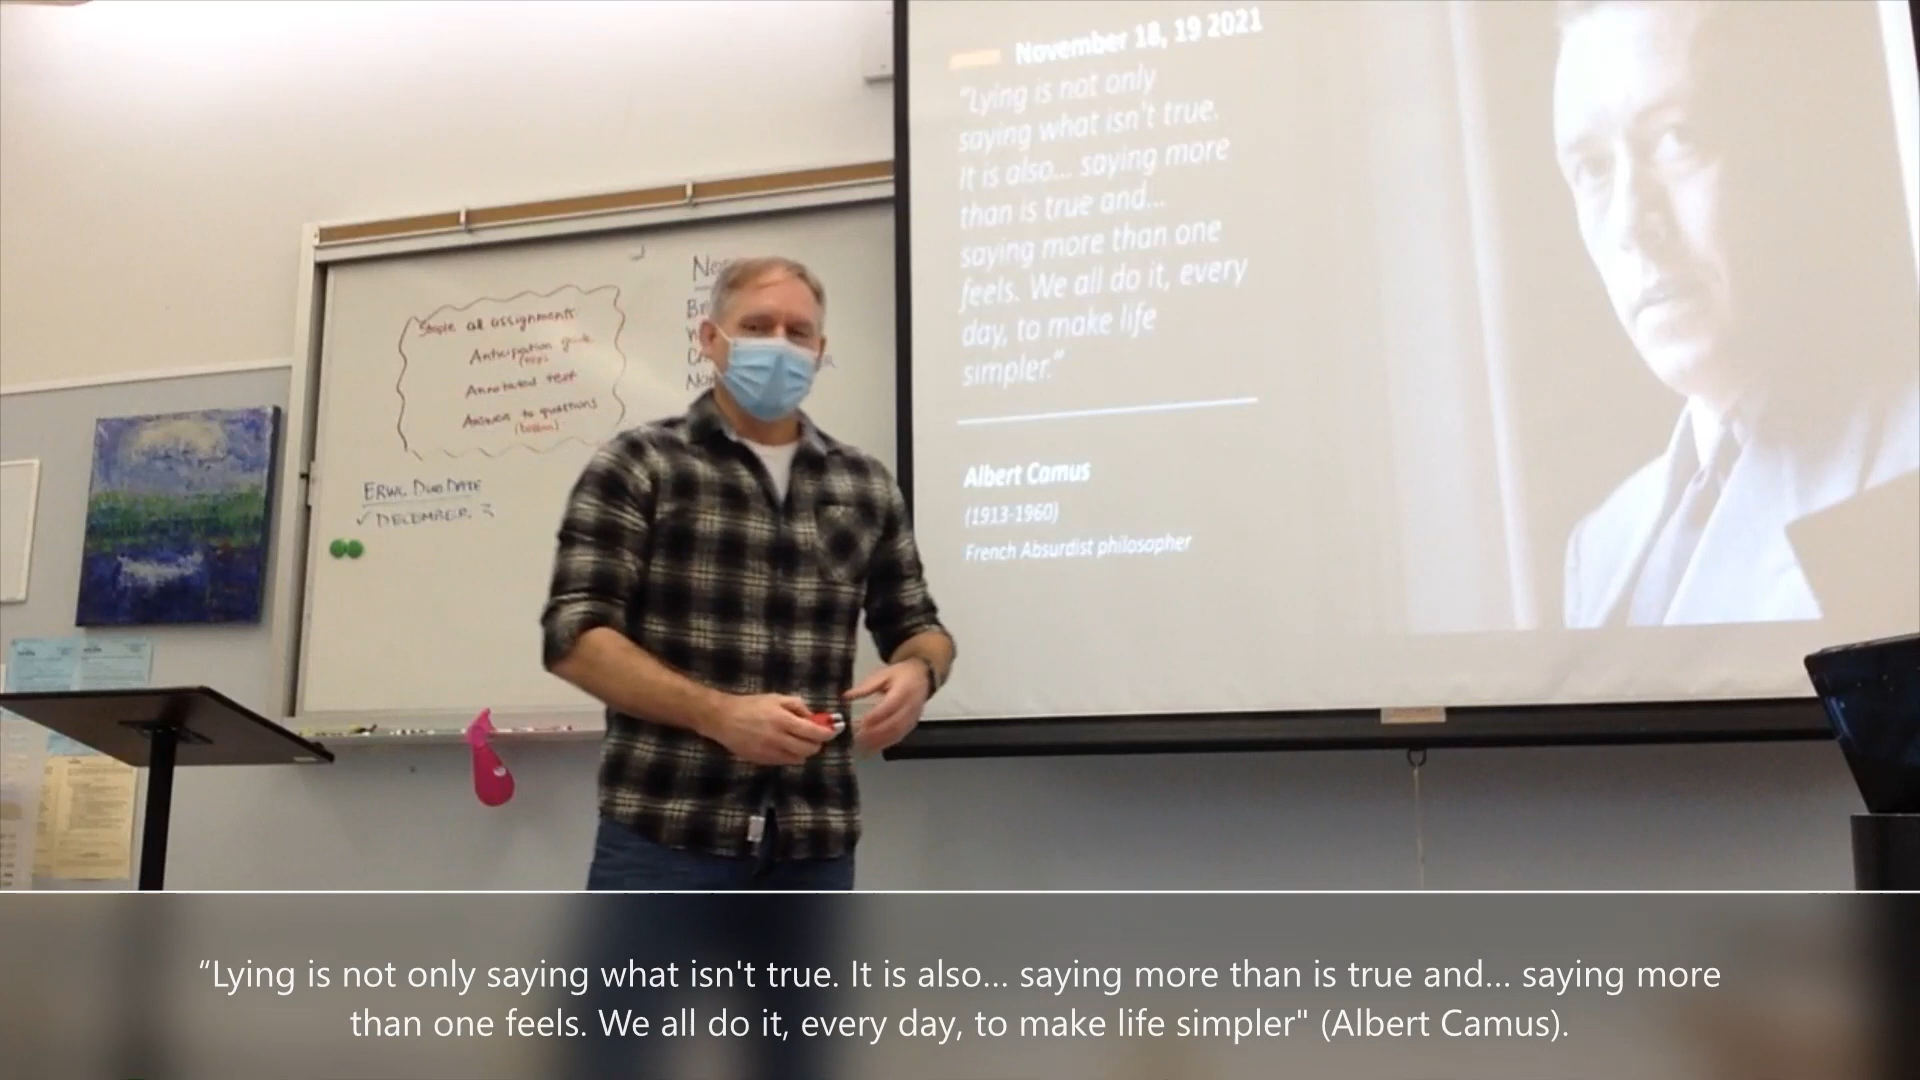 November 18, 19 2021
"Lying is not only
saying what isn't true.
It is also... saying more
than is true and...
saying more than one
feels. We all do it, every
day, to make life
simpler."
Albert Camus
(1913-1960)
French Absurdist philosopher
Staple all assignments:
Anticipation guide
(top)
Annotated text
Answers to questions
(bottom)
ERWC Due Date
✓ DECEMBER 2
“Lying is not only saying what isn't true. It is also... saying more than is true and... saying more
than one feels. We all do it, every day, to make life simpler" (Albert Camus).